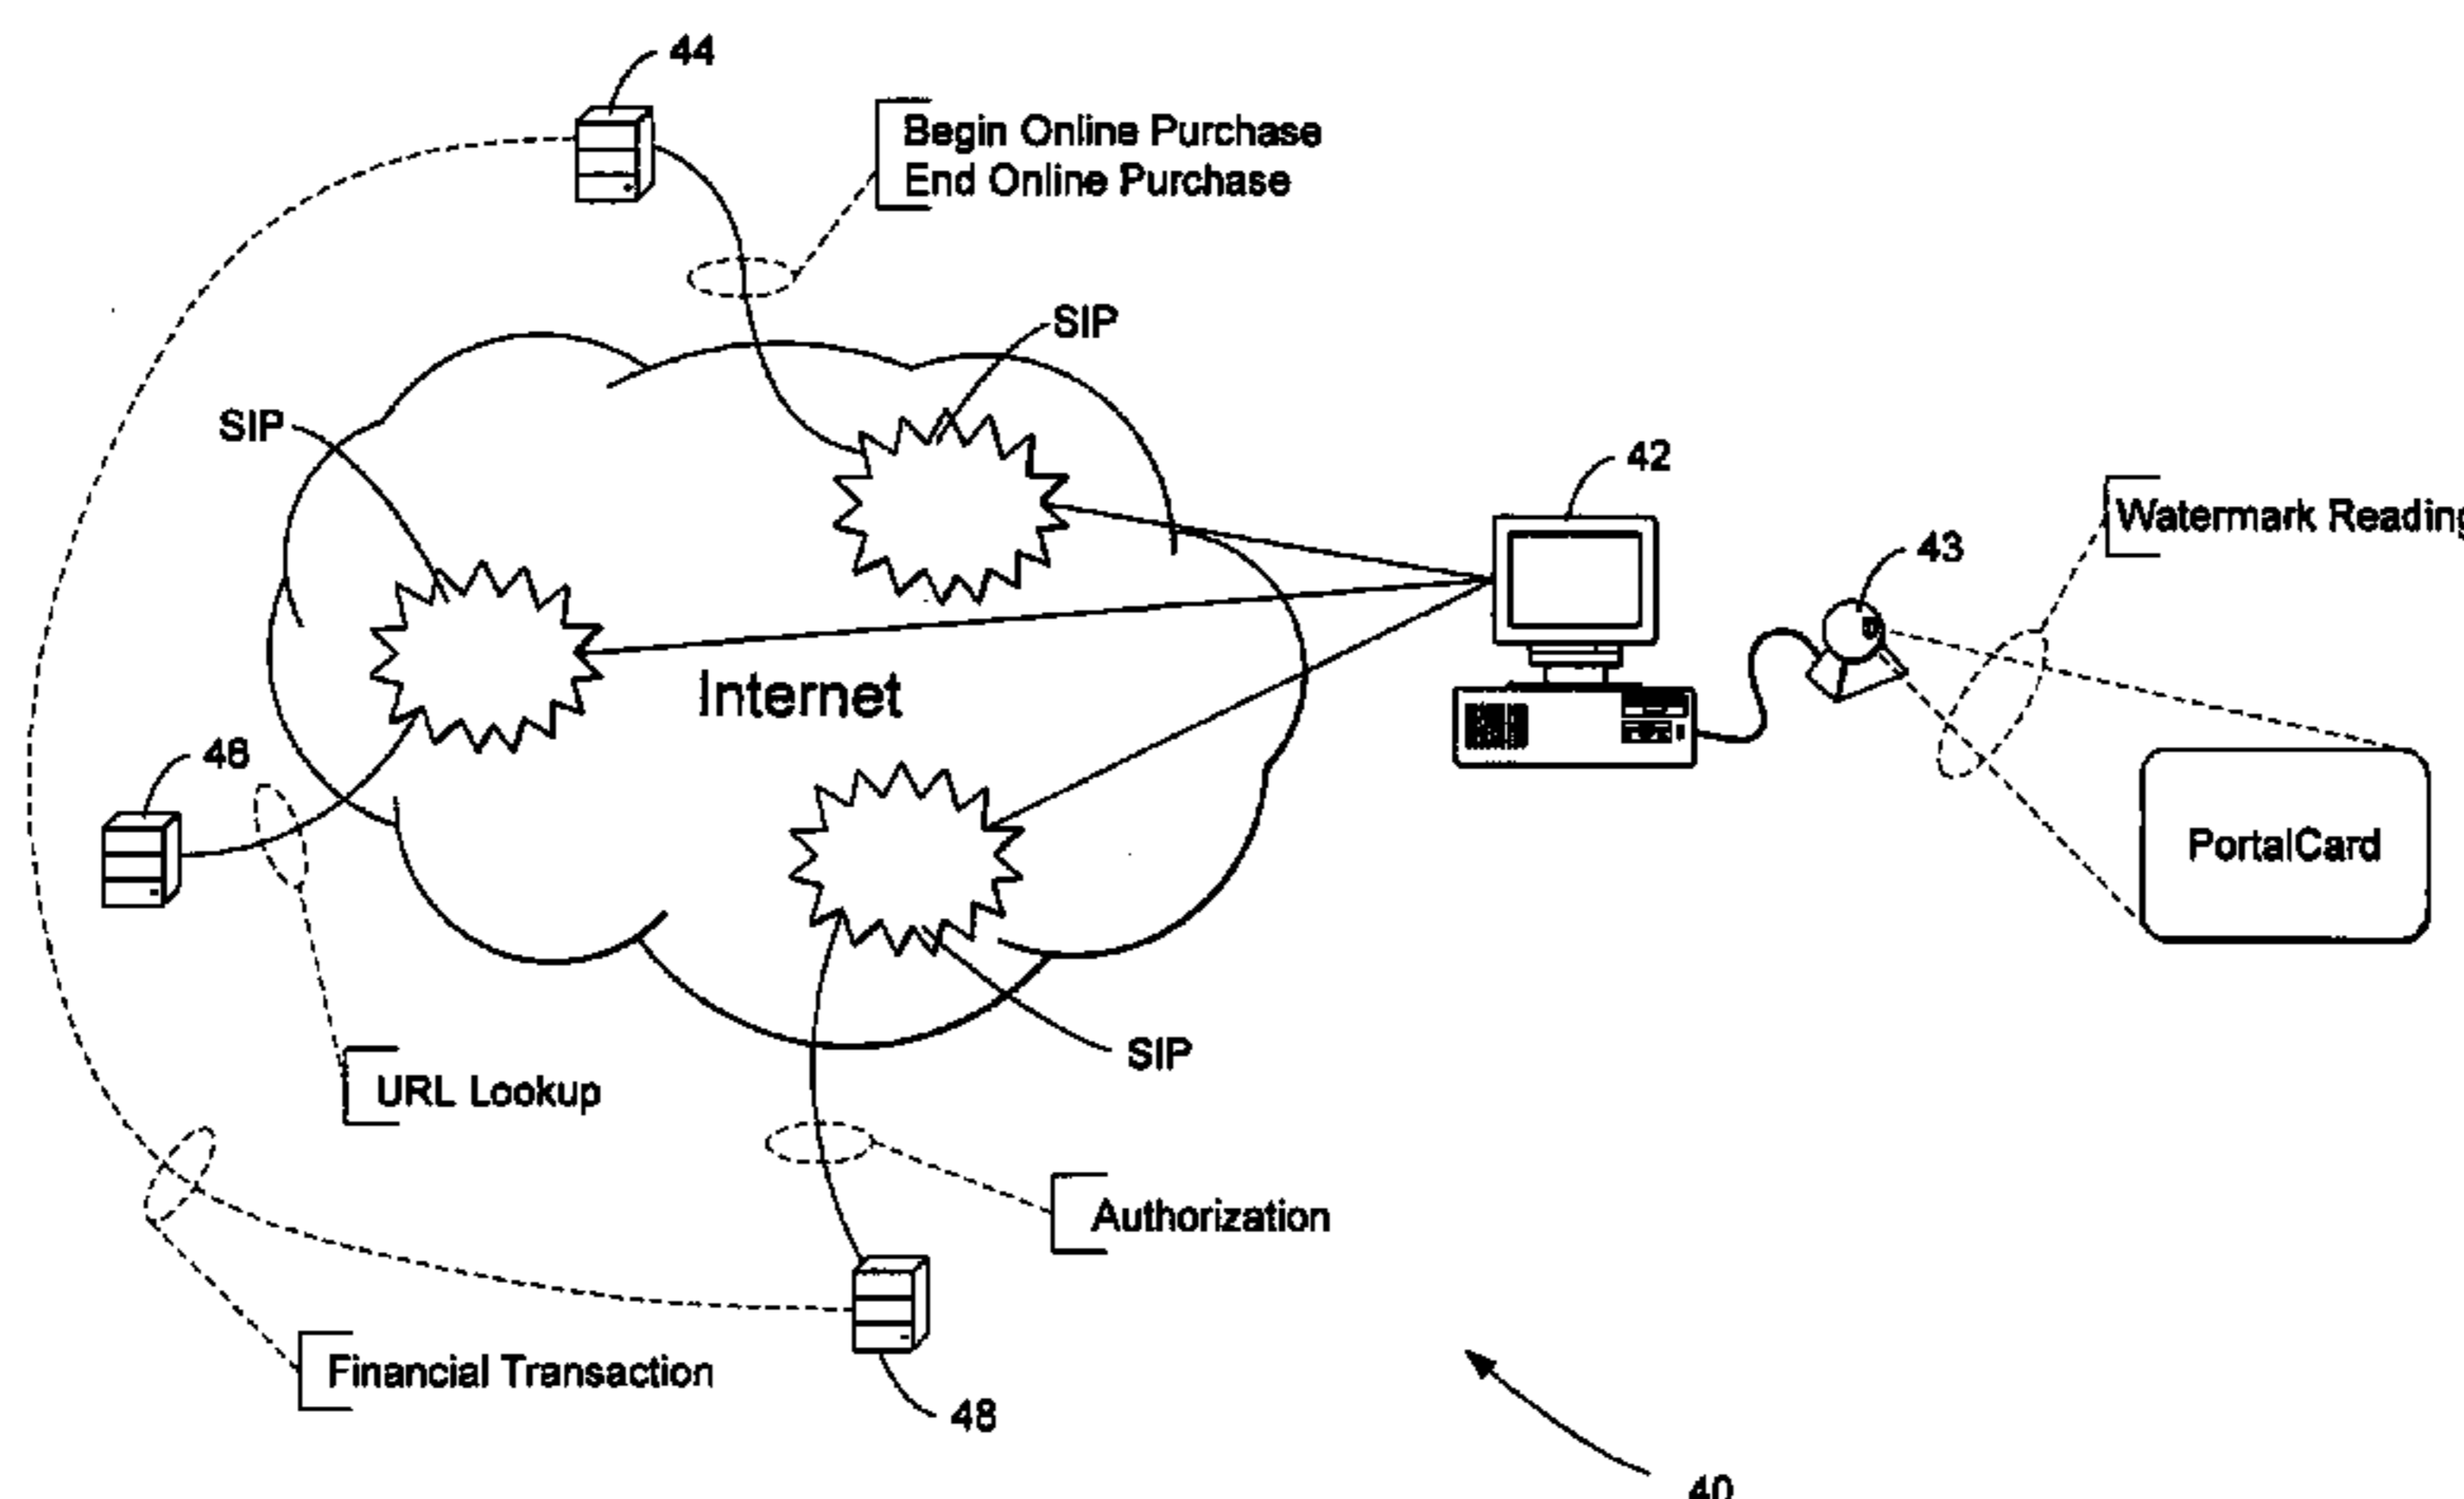 44
Begin Online Purchase
End Online Purchase
SIP
SIP
42
Watermark Reading
43
Internet
46
PortalCard
SIP
URL Lookup
Authorization
Financial Transaction
48
40